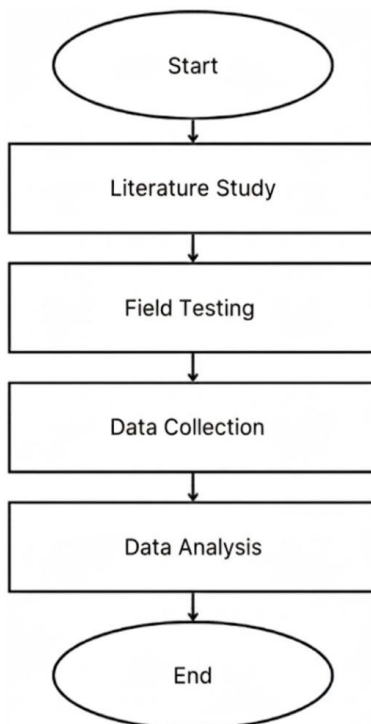 Start
Literature Study
Field Testing
Data Collection
Data Analysis
End